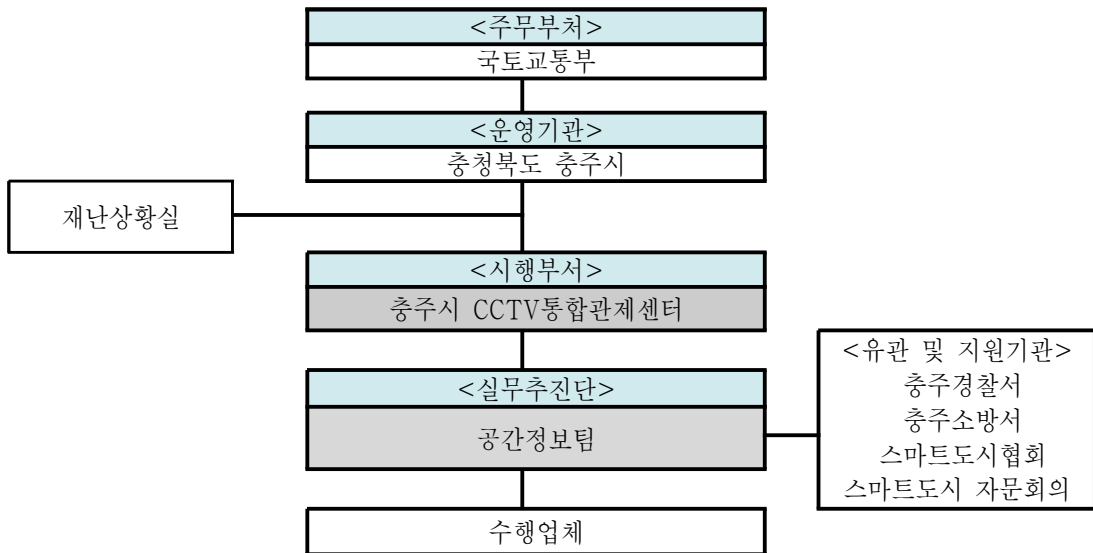 <주무부처>
국토교통부
<운영기관>
충청북도 충주시
재난상황실
<시행부서>
충주시 CCTV통합관제센터
<실무추진단>
공간정보팀
<유관 및 지원기관>
충주경찰서
충주소방서
스마트도시협회
스마트도시 자문회의
수행업체